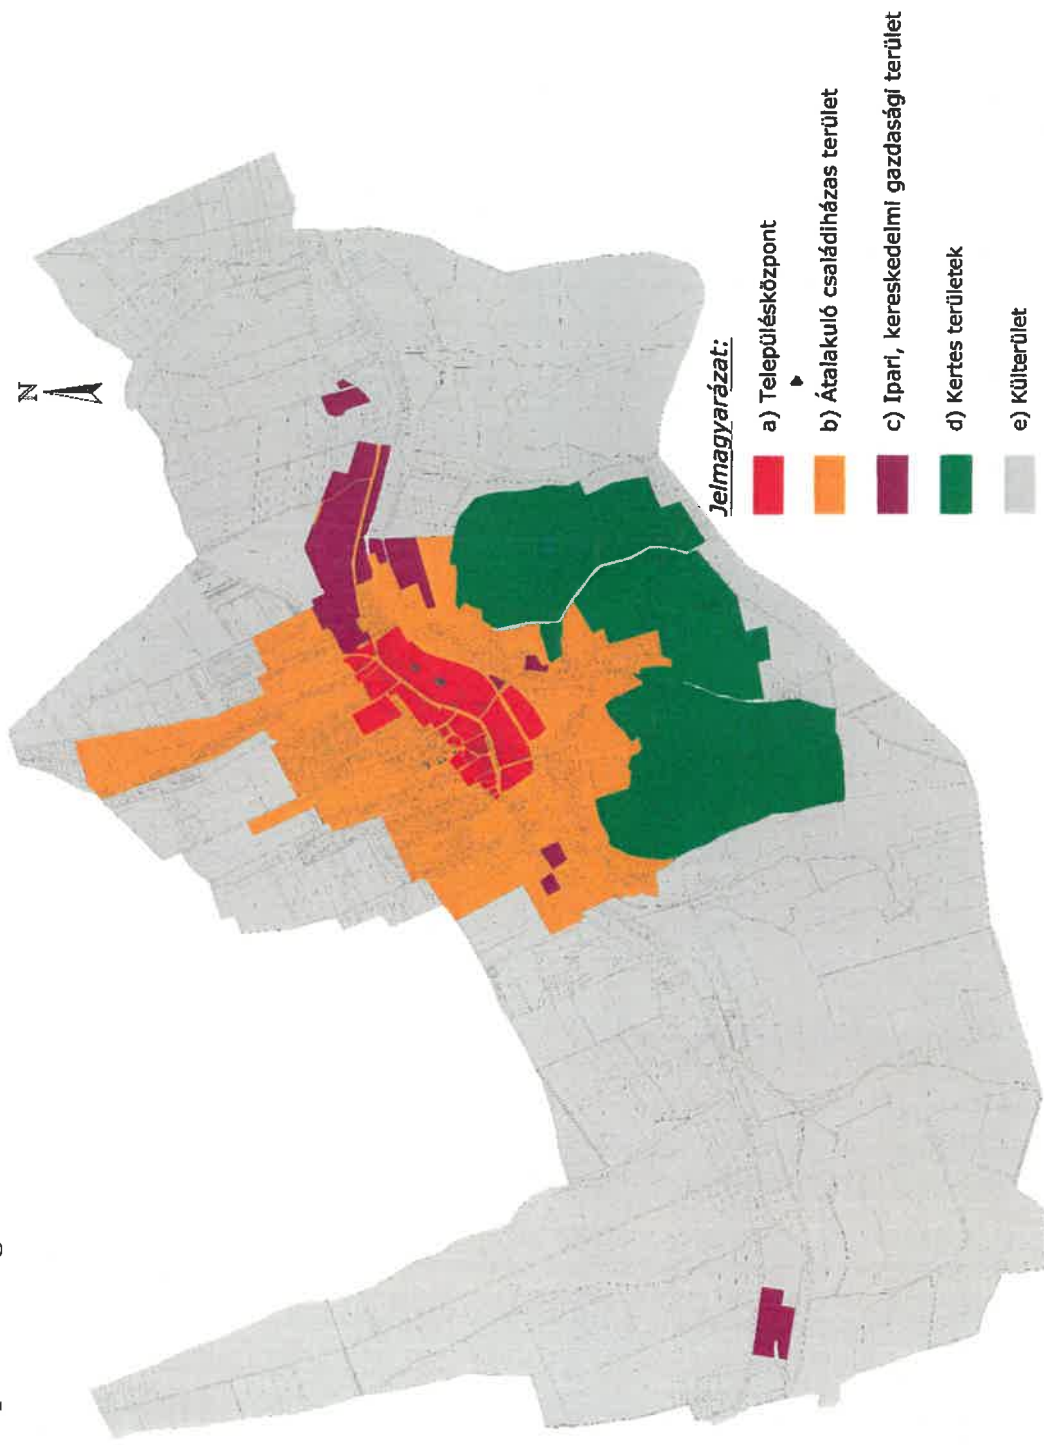 N
Jelmagyarázat:
a) Településközpont
b) Átalakuló családiházas terület
c) Ipari, kereskedelmi gazdasági terület
d) Kertes területek
e) Külterület